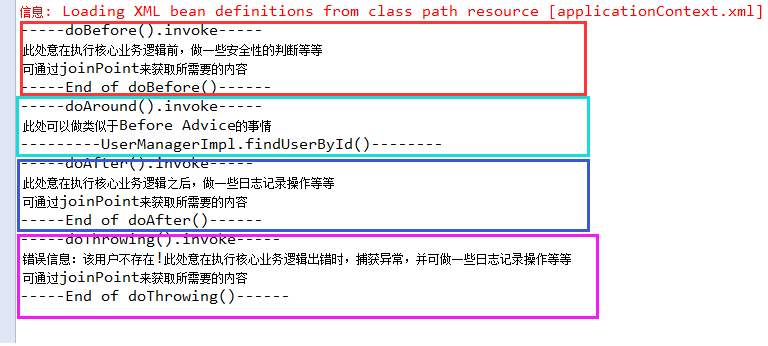 信息: Loading XML bean definitions from class path resource [applicationContext.xml]
-----doBefore().invoke-----
此处意在执行核心业务逻辑前，做一些安全性的判断等等
可通过joinPoint来获取所需要的内容
-----End of doBefore()------
-----doAround().invoke-----
此处可以做类似于Before Advice的事情
---------UserManagerImpl.findUserById()--------
-----doAfter().invoke-----
此处意在执行核心业务逻辑之后，做一些日志记录操作等等
可通过joinPoint来获取所需要的内容
-----End of doAfter()------
-----doThrowing().invoke-----
错误信息：该用户不存在!此处意在执行核心业务逻辑出错时，捕获异常，并可做一些日志记录操作等等
可通过joinPoint来获取所需要的内容
-----End of doThrowing()------